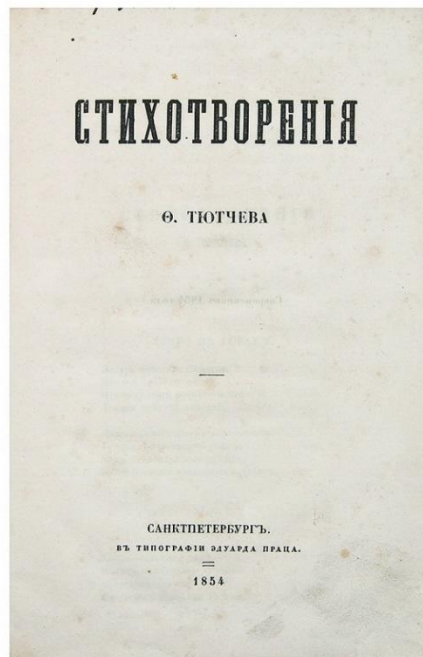 СТИХОТВОРЕНІЯ
Ѳ. ТЮТЧЕВА
САНКТПЕТЕРБУРГЪ.
ВЪ ТИПОГРАФІИ ЭДУАРДА ПРАЦА.
1854